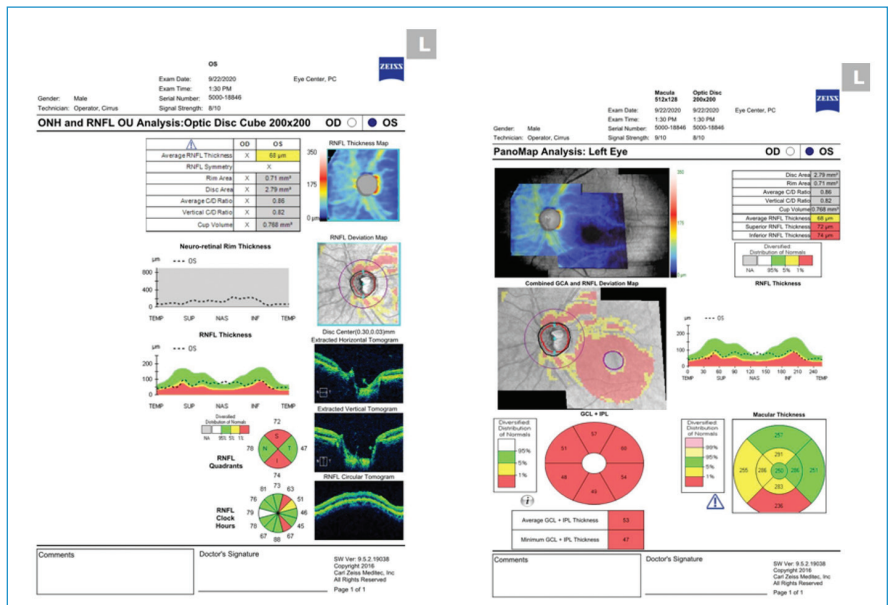 L
OS
ZEISS
Exam Date: 9/22/2020 Eye Center, PC
Exam Time: 1:30 PM
Gender: Male Serial Number: 5000-18846
Technician: Operator, Cirrus Signal Strength: 8/10
ONH and RNFL OU Analysis:Optic Disc Cube 200x200 OD OS
OD OS
Average RNFL Thickness X 68 µm
RNFL Symmetry X
Rim Area X 0.71 mm²
Disc Area X 2.79 mm²
Average C/D Ratio X 0.86
Vertical C/D Ratio X 0.82
Cup Volume X 0.768 mm³
RNFL Thickness Map
350
175
0 µm
Neuro-retinal Rim Thickness
µm
OS
800
400
0
TEMP SUP NAS INF TEMP
RNFL Deviation Map
Disc Center(0.30,0.03)mm
RNFL Thickness
µm
OS
200
100
0
TEMP SUP NAS INF TEMP
Extracted Horizontal Tomogram
Extracted Vertical Tomogram
RNFL Circular Tomogram
Diversified
Distribution of Normals
NA 95% 5% 1%
RNFL
Quadrants
72
S
N T 47
I
74
RNFL
Clock
Hours
73
81 63
76 51
79 46
78 45
67 67
88
Comments
Doctor's Signature
SW Ver: 9.5.2.19038
Copyright 2016
Carl Zeiss Meditec, Inc
All Rights Reserved
Page 1 of 1
L
ZEISS
Macula Optic Disc
512x128 200x200
Exam Date: 9/22/2020 9/22/2020 Eye Center, PC
Exam Time: 1:30 PM 1:30 PM
Gender: Male Serial Number: 5000-18846 5000-18846
Technician: Operator, Cirrus Signal Strength: 9/10 8/10
PanoMap Analysis: Left Eye OD OS
Disc Area 2.79 mm²
Rim Area 0.71 mm²
Average C/D Ratio 0.86
Vertical C/D Ratio 0.82
Cup Volume 0.768 mm³
Average RNFL Thickness 68 µm
Superior RNFL Thickness 72 µm
Inferior RNFL Thickness 74 µm
Diversified
Distribution of Normals
NA 95% 5% 1%
175
0 µm
Combined GCA and RNFL Deviation Map
RNFL Thickness
µm
OS
200
100
0
0 30 60 90 120 150 180 210 240
TEMP SUP NAS INF TEMP
GCL + IPL
Diversified
Distribution
of Normals
95%
5%
1%
57
51
48
54
Average GCL + IPL Thickness 53
Minimum GCL + IPL Thickness 47
Macular Thickness
Diversified
Distribution
of Normals
99%
95%
5%
1%
291
255 286 250 286 251
283
236
Comments
Doctor's Signature
SW Ver: 9.5.2.19038
Copyright 2016
Carl Zeiss Meditec, Inc
All Rights Reserved
Page 1 of 1